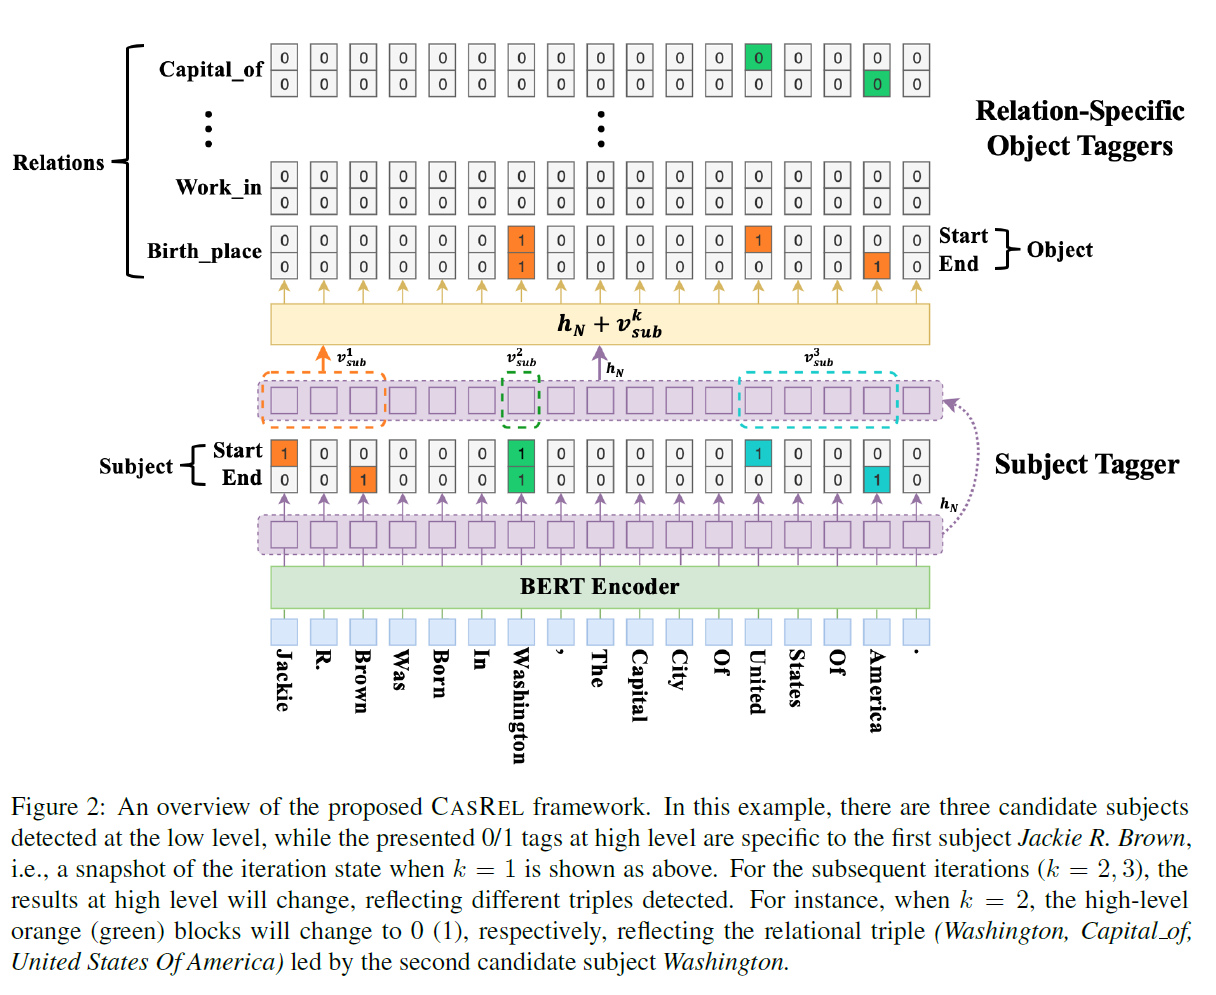 Relations
Capital_of
0 0 0 0 0 0 0 0 0 0 0 0 0 0 0 0 0
0 0 0 0 0 0 0 0 0 0 0 0 0 0 0 0 0
Relation-Specific
Object Taggers
Work_in
0 0 0 0 0 0 0 0 0 0 0 0 0 0 0 0 0
0 0 0 0 0 0 0 0 0 0 0 0 0 0 0 0 0
Birth_place
0 0 0 0 0 0 1 0 0 0 0 0 1 0 0 0 0
0 0 0 0 0 0 1 0 0 0 0 0 0 0 0 1 0
Start
End
Object
h_N + v^k_sub
v^1_sub
v^2_sub
h_N
v^3_sub
Subject
Start
End
1 0 0 0 0 0 1 0 0 0 0 0 1 0 0 0 0
0 0 1 0 0 0 1 0 0 0 0 0 0 0 0 1 0
Subject Tagger
h_N
BERT Encoder
Jackie R. Brown Was Born In Washington , The Capital City Of United States Of America .
Figure 2: An overview of the proposed CASREL framework. In this example, there are three candidate subjects
detected at the low level, while the presented 0/1 tags at high level are specific to the first subject Jackie R. Brown,
i.e., a snapshot of the iteration state when k = 1 is shown as above. For the subsequent iterations (k = 2, 3), the
results at high level will change, reflecting different triples detected. For instance, when k = 2, the high-level
orange (green) blocks will change to 0 (1), respectively, reflecting the relational triple (Washington, Capital_of,
United States Of America) led by the second candidate subject Washington.